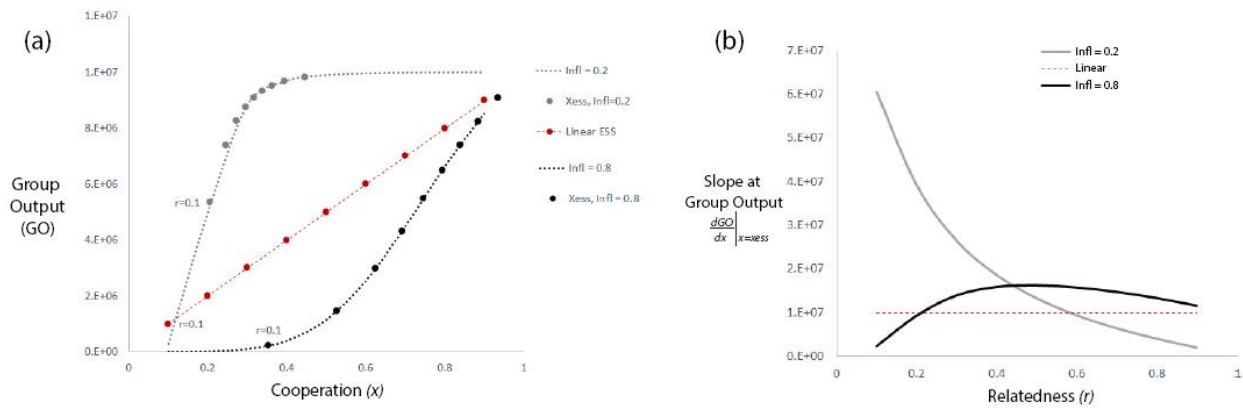 (a)
1.E+07
1.E+07
8.E+06
6.E+06
4.E+06
2.E+06
0.E+00
Group
Output
(GO)
r=0.1
r=0.1
r=0.1
0
0.2
0.4
0.6
0.8
1
Cooperation (x)
Infl = 0.2
Xess, Infl=0.2
Linear ESS
Infl = 0.8
Xess, Infl = 0.8
(b)
7.E+07
6.E+07
5.E+07
4.E+07
3.E+07
2.E+07
1.E+07
0.E+00
Slope at
Group Output
dGO
dx |x=xess
Infl = 0.2
Linear
Infl = 0.8
0
0.2
0.4
0.6
0.8
1
Relatedness (r)